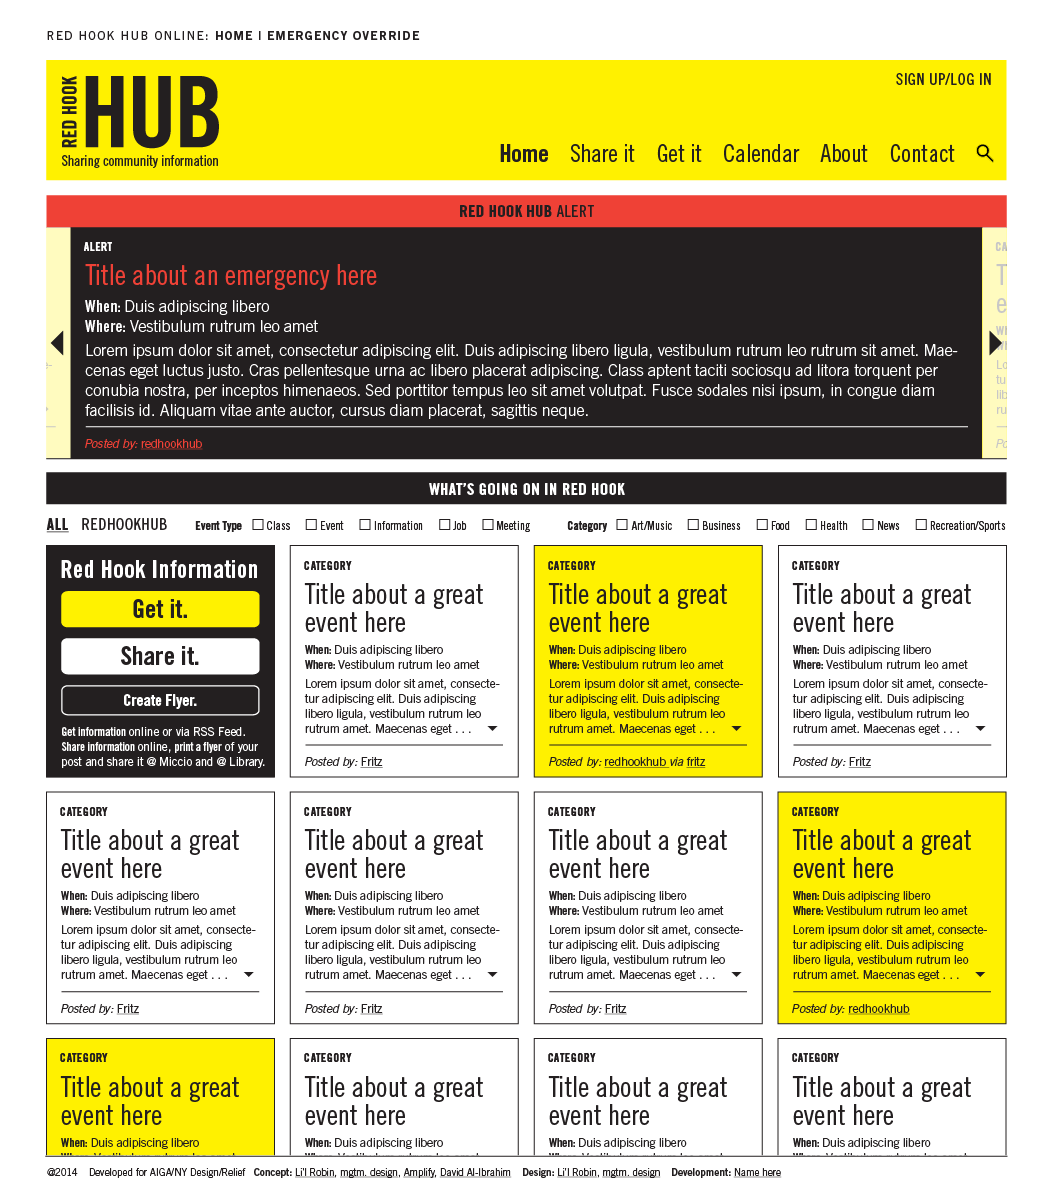 RED HOOK HUB ONLINE: HOME | EMERGENCY OVERRIDE
RED HOOK
HUB
Sharing community information
SIGN UP/LOG IN
Home Share it Get it Calendar About Contact
RED HOOK HUB ALERT
ALERT
Title about an emergency here
When: Duis adipiscing libero
Where: Vestibulum rutrum leo amet
Lorem ipsum dolor sit amet, consectetur adipiscing elit. Duis adipiscing libero ligula, vestibulum rutrum leo rutrum sit amet. Mae-
cenas eget luctus justo. Cras pellentesque urna ac libero placerat adipiscing. Class aptent taciti sociosqu ad litora torquent per
conubia nostra, per inceptos himenaeos. Sed porttitor tempus leo sit amet volutpat. Fusce sodales nisi ipsum, in congue diam
facilisis id. Aliquam vitae ante auctor, cursus diam placerat, sagittis neque.
Posted by: redhookhub
WHAT'S GOING ON IN RED HOOK
ALL REDHOOKHUB Event Type Class Event Information Job Meeting Category Art/Music Business Food Health News Recreation/Sports
Red Hook Information
Get it.
Share it.
Create Flyer.
Get information online or via RSS Feed.
Share information online, print a flyer of your
post and share it @ Miccio and @ Library.
CATEGORY
Title about a great
event here
When: Duis adipiscing libero
Where: Vestibulum rutrum leo amet
Lorem ipsum dolor sit amet, consecte-
tur adipiscing elit. Duis adipiscing
libero ligula, vestibulum rutrum leo
rutrum amet. Maecenas eget . . .
Posted by: Fritz
CATEGORY
Title about a great
event here
When: Duis adipiscing libero
Where: Vestibulum rutrum leo amet
Lorem ipsum dolor sit amet, consecte-
tur adipiscing elit. Duis adipiscing
libero ligula, vestibulum rutrum leo
rutrum amet. Maecenas eget . . .
Posted by: redhookhub via fritz
CATEGORY
Title about a great
event here
When: Duis adipiscing libero
Where: Vestibulum rutrum leo amet
Lorem ipsum dolor sit amet, consecte-
tur adipiscing elit. Duis adipiscing
libero ligula, vestibulum rutrum leo
rutrum amet. Maecenas eget . . .
Posted by: Fritz
CATEGORY
Title about a great
event here
When: Duis adipiscing libero
Where: Vestibulum rutrum leo amet
Lorem ipsum dolor sit amet, consecte-
tur adipiscing elit. Duis adipiscing
libero ligula, vestibulum rutrum leo
rutrum amet. Maecenas eget . . .
Posted by: Fritz
CATEGORY
Title about a great
event here
When: Duis adipiscing libero
Where: Vestibulum rutrum leo amet
Lorem ipsum dolor sit amet, consecte-
tur adipiscing elit. Duis adipiscing
libero ligula, vestibulum rutrum leo
rutrum amet. Maecenas eget . . .
Posted by: Fritz
CATEGORY
Title about a great
event here
When: Duis adipiscing libero
Where: Vestibulum rutrum leo amet
Lorem ipsum dolor sit amet, consecte-
tur adipiscing elit. Duis adipiscing
libero ligula, vestibulum rutrum leo
rutrum amet. Maecenas eget . . .
Posted by: Fritz
CATEGORY
Title about a great
event here
When: Duis adipiscing libero
Where: Vestibulum rutrum leo amet
Lorem ipsum dolor sit amet, consecte-
tur adipiscing elit. Duis adipiscing
libero ligula, vestibulum rutrum leo
rutrum amet. Maecenas eget . . .
Posted by: redhookhub
CATEGORY
Title about a great
event here
When: Duis adipiscing libero
CATEGORY
Title about a great
event here
When: Duis adipiscing libero
CATEGORY
Title about a great
event here
When: Duis adipiscing libero
CATEGORY
Title about a great
event here
When: Duis adipiscing libero
@2014 Developed for AIGA/NY Design/Relief Concept: Li'l Robin, mgtm. design, Amplify, David Al-Ibrahim Design: Li'l Robin, mgtm. design Development: Name here